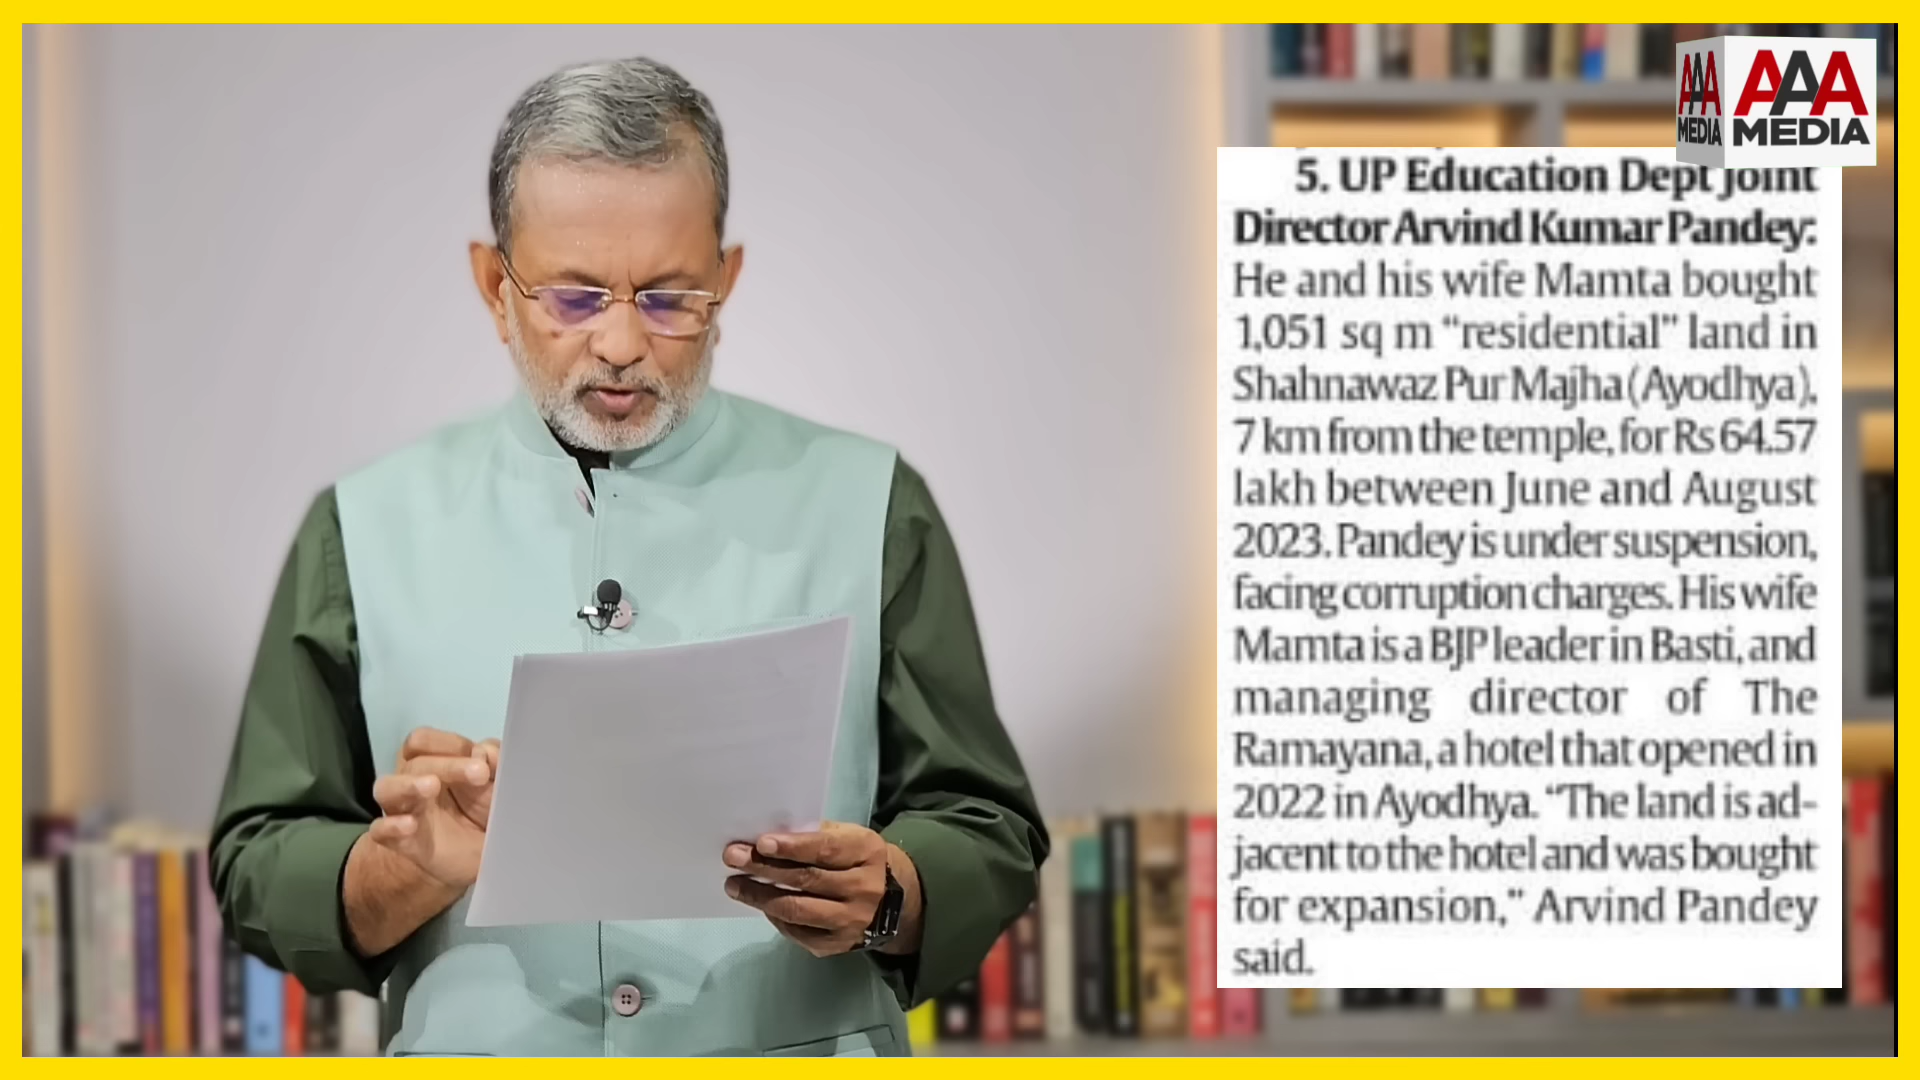 AAA
MEDIA
AAA
MEDIA
5. UP Education Dept Joint
Director Arvind Kumar Pandey:
He and his wife Mamta bought
1,051 sq m “residential” land in
Shahnawaz Pur Majha (Ayodhya),
7 km from the temple, for Rs 64.57
lakh between June and August
2023. Pandey is under suspension,
facing corruption charges. His wife
Mamta is a BJP leader in Basti, and
managing director of The
Ramayana, a hotel that opened in
2022 in Ayodhya. “The land is ad-
jacent to the hotel and was bought
for expansion,” Arvind Pandey
said.